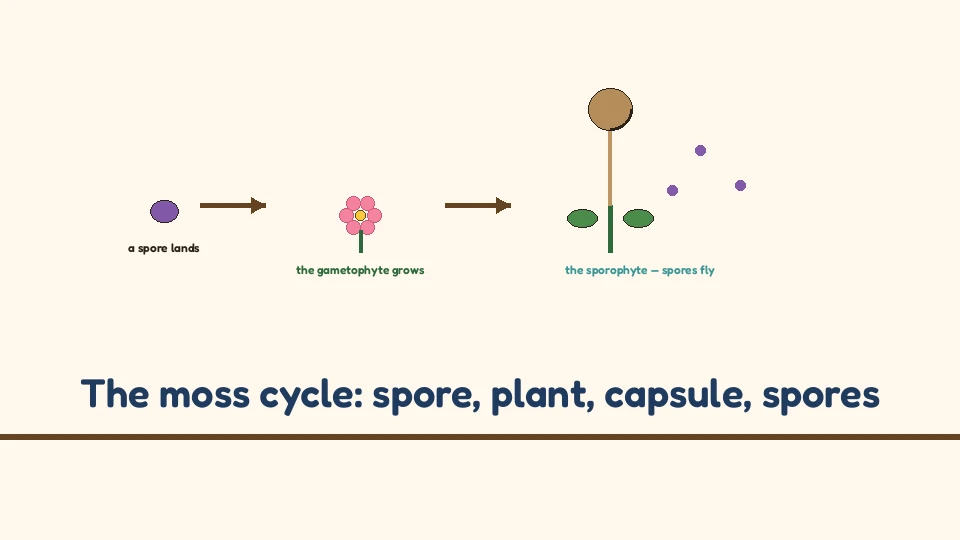 a spore lands
the gametophyte grows
the sporophyte — spores fly
The moss cycle: spore, plant, capsule, spores